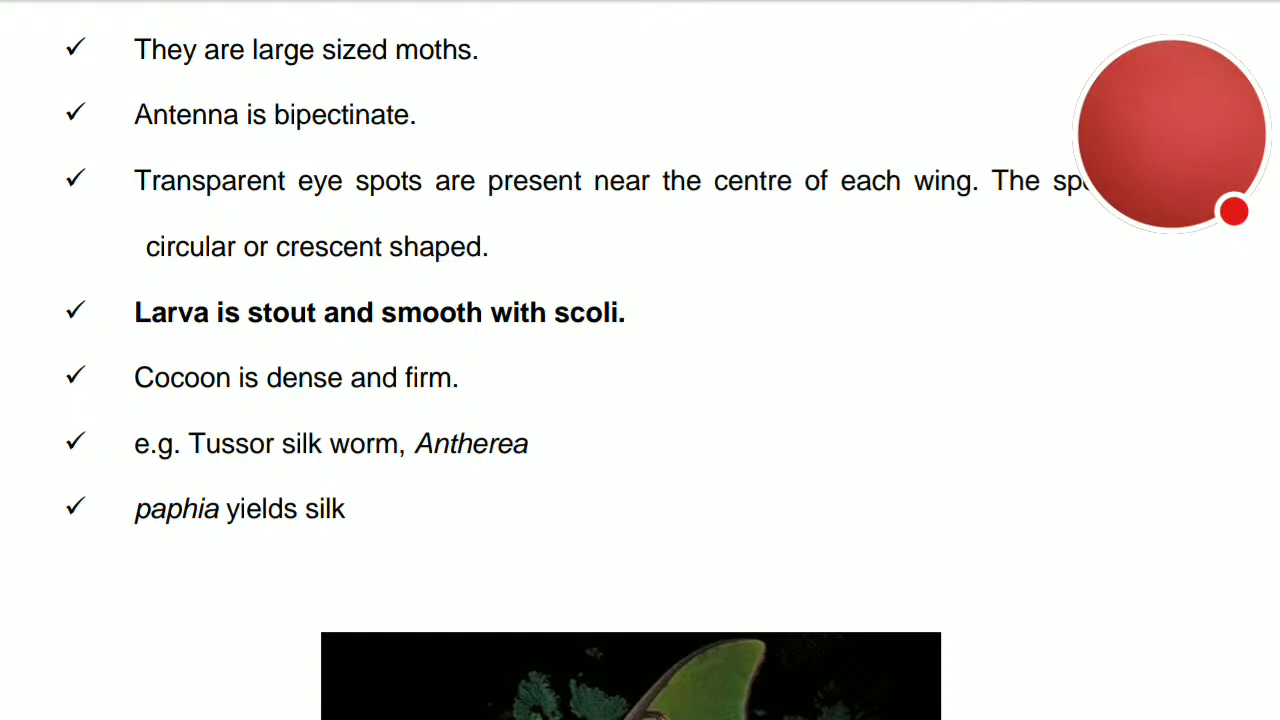 They are large sized moths.
Antenna is bipectinate.
Transparent eye spots are present near the centre of each wing. The
circular or crescent shaped.
Larva is stout and smooth with scoli.
Cocoon is dense and firm.
e.g. Tussor silk worm, Antherea
paphia yields silk